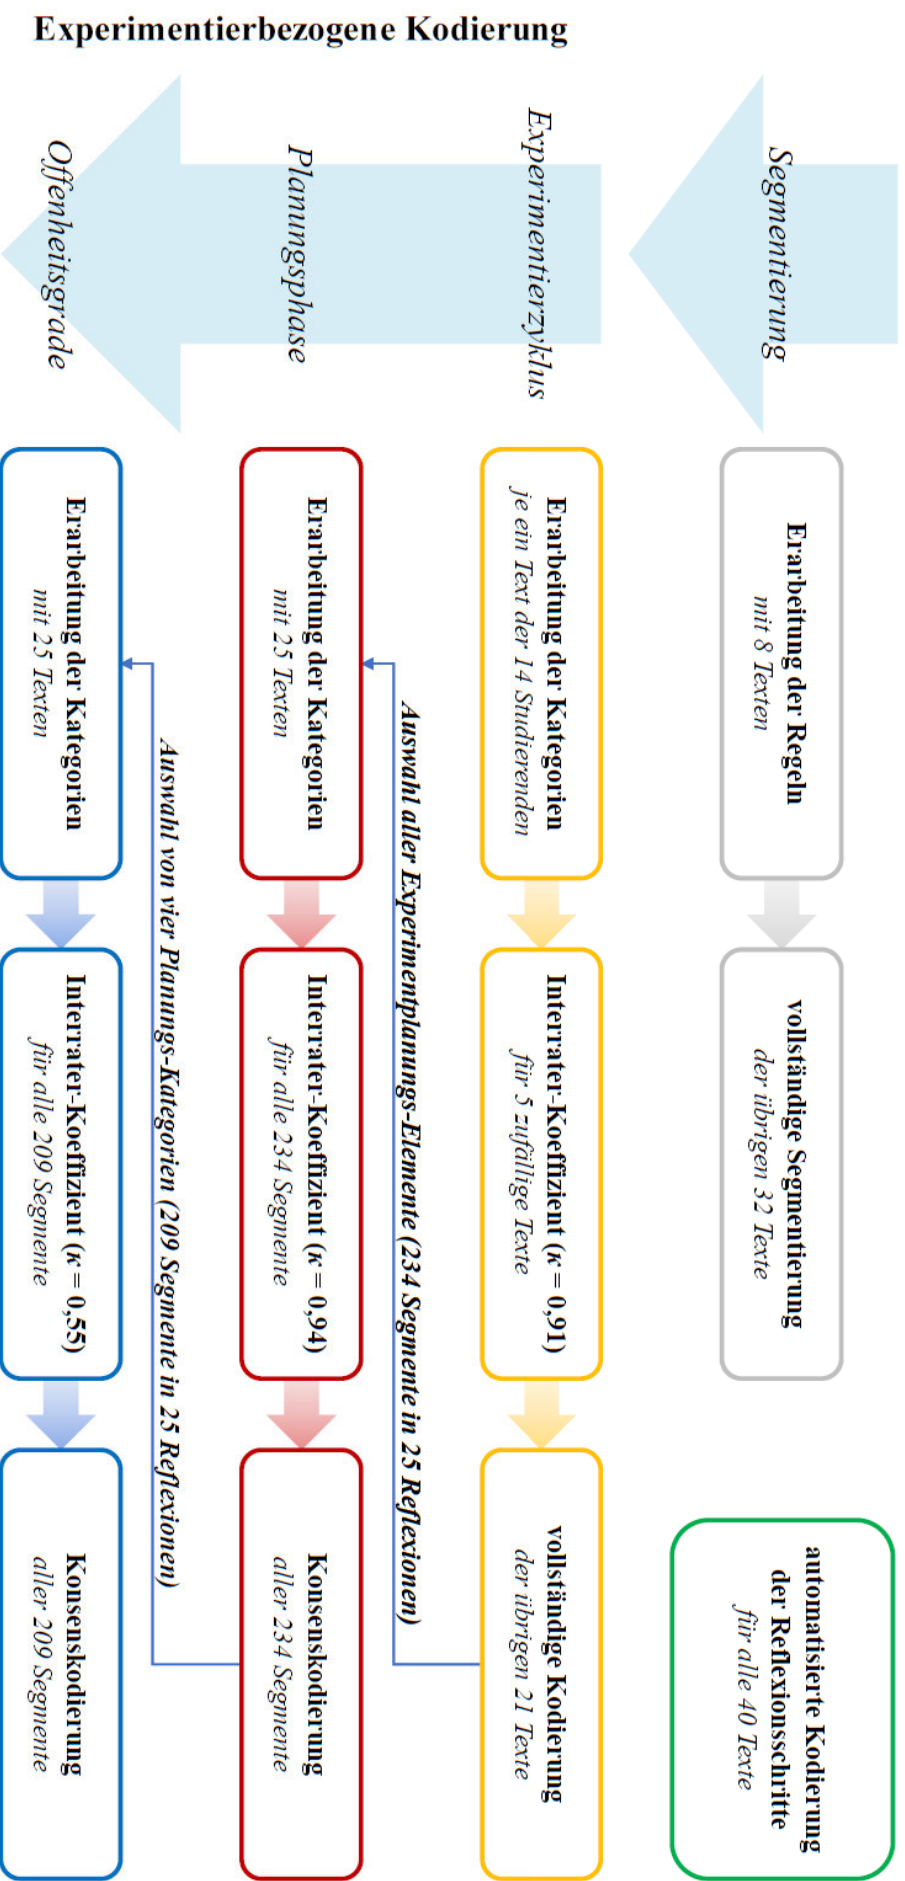 Experimentierbezogene Kodierung
Segmentierung
Erarbeitung der Regeln
mit 8 Texten
vollständige Segmentierung
der übrigen 32 Texte
automatisierte Kodierung
der Reflexionsschritte
für alle 40 Texte
Experimentierzyklus
Erarbeitung der Kategorien
je ein Text der 14 Studierenden
Interrater-Koeffizient (κ = 0,91)
für 5 zufällige Texte
vollständige Kodierung
der übrigen 21 Texte
Auswahl aller Experimentplanungs-Elemente (234 Segmente in 25 Reflexionen)
Planungsphase
Erarbeitung der Kategorien
mit 25 Texten
Interrater-Koeffizient (κ = 0,94)
für alle 234 Segmente
Konsenskodierung
aller 234 Segmente
Auswahl von vier Planungs-Kategorien (209 Segmente in 25 Reflexionen)
Offenheitsgrade
Erarbeitung der Kategorien
mit 25 Texten
Interrater-Koeffizient (κ = 0,55)
für alle 209 Segmente
Konsenskodierung
aller 209 Segmente